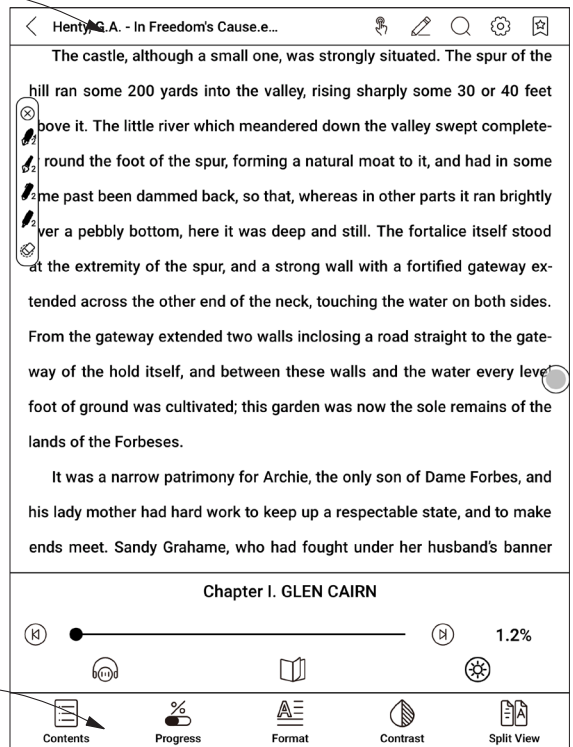 Henty, G.A. - In Freedom's Cause.e...
The castle, although a small one, was strongly situated. The spur of the
hill ran some 200 yards into the valley, rising sharply some 30 or 40 feet
bove it. The little river which meandered down the valley swept complete-
round the foot of the spur, forming a natural moat to it, and had in some
me past been dammed back, so that, whereas in other parts it ran brightly
ver a pebbly bottom, here it was deep and still. The fortalice itself stood
at the extremity of the spur, and a strong wall with a fortified gateway ex-
tended across the other end of the neck, touching the water on both sides.
From the gateway extended two walls inclosing a road straight to the gate-
way of the hold itself, and between these walls and the water every level
foot of ground was cultivated; this garden was now the sole remains of the
lands of the Forbeses.
It was a narrow patrimony for Archie, the only son of Dame Forbes, and
his lady mother had hard work to keep up a respectable state, and to make
ends meet. Sandy Grahame, who had fought under her husband's banner
2
2
2
2
Chapter I. GLEN CAIRN
1.2%
Contents Progress Format Contrast Split View